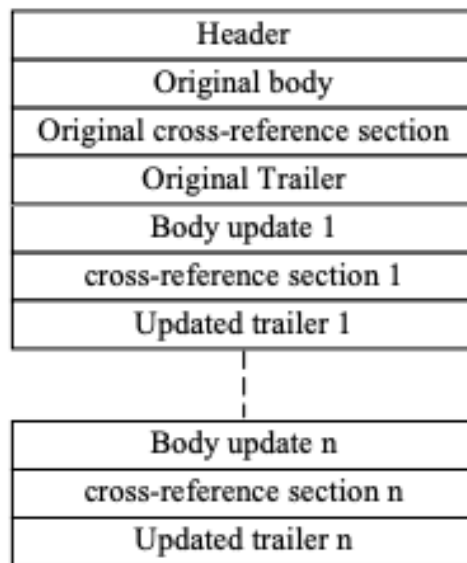 Header
Original body
Original cross-reference section
Original Trailer
Body update 1
cross-reference section 1
Updated trailer 1
Body update n
cross-reference section n
Updated trailer n